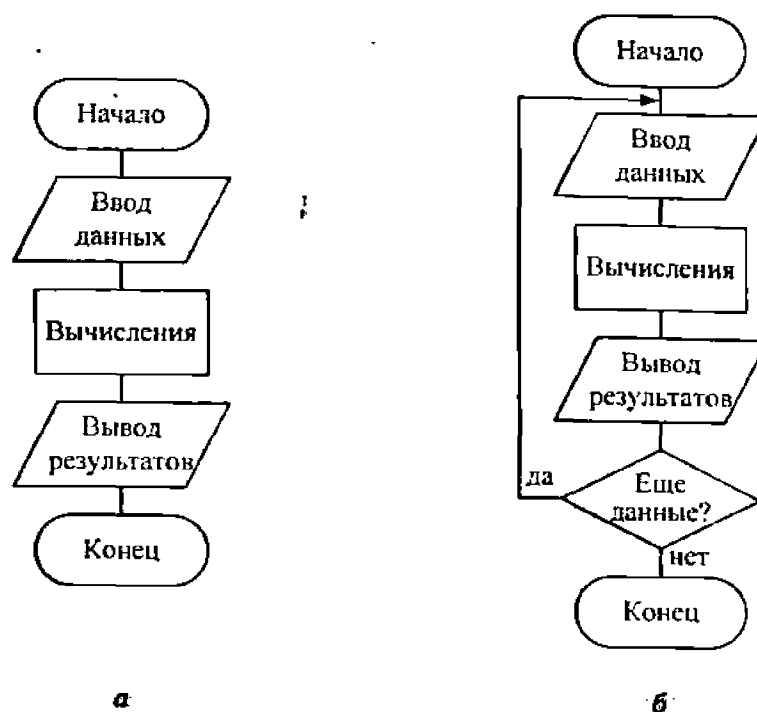 Начало
Ввод
данных
Вычисления
Вывод
результатов
Конец
а
Начало
Ввод
данных
Вычисления
Вывод
результатов
да
Еще
данные?
нет
Конец
б